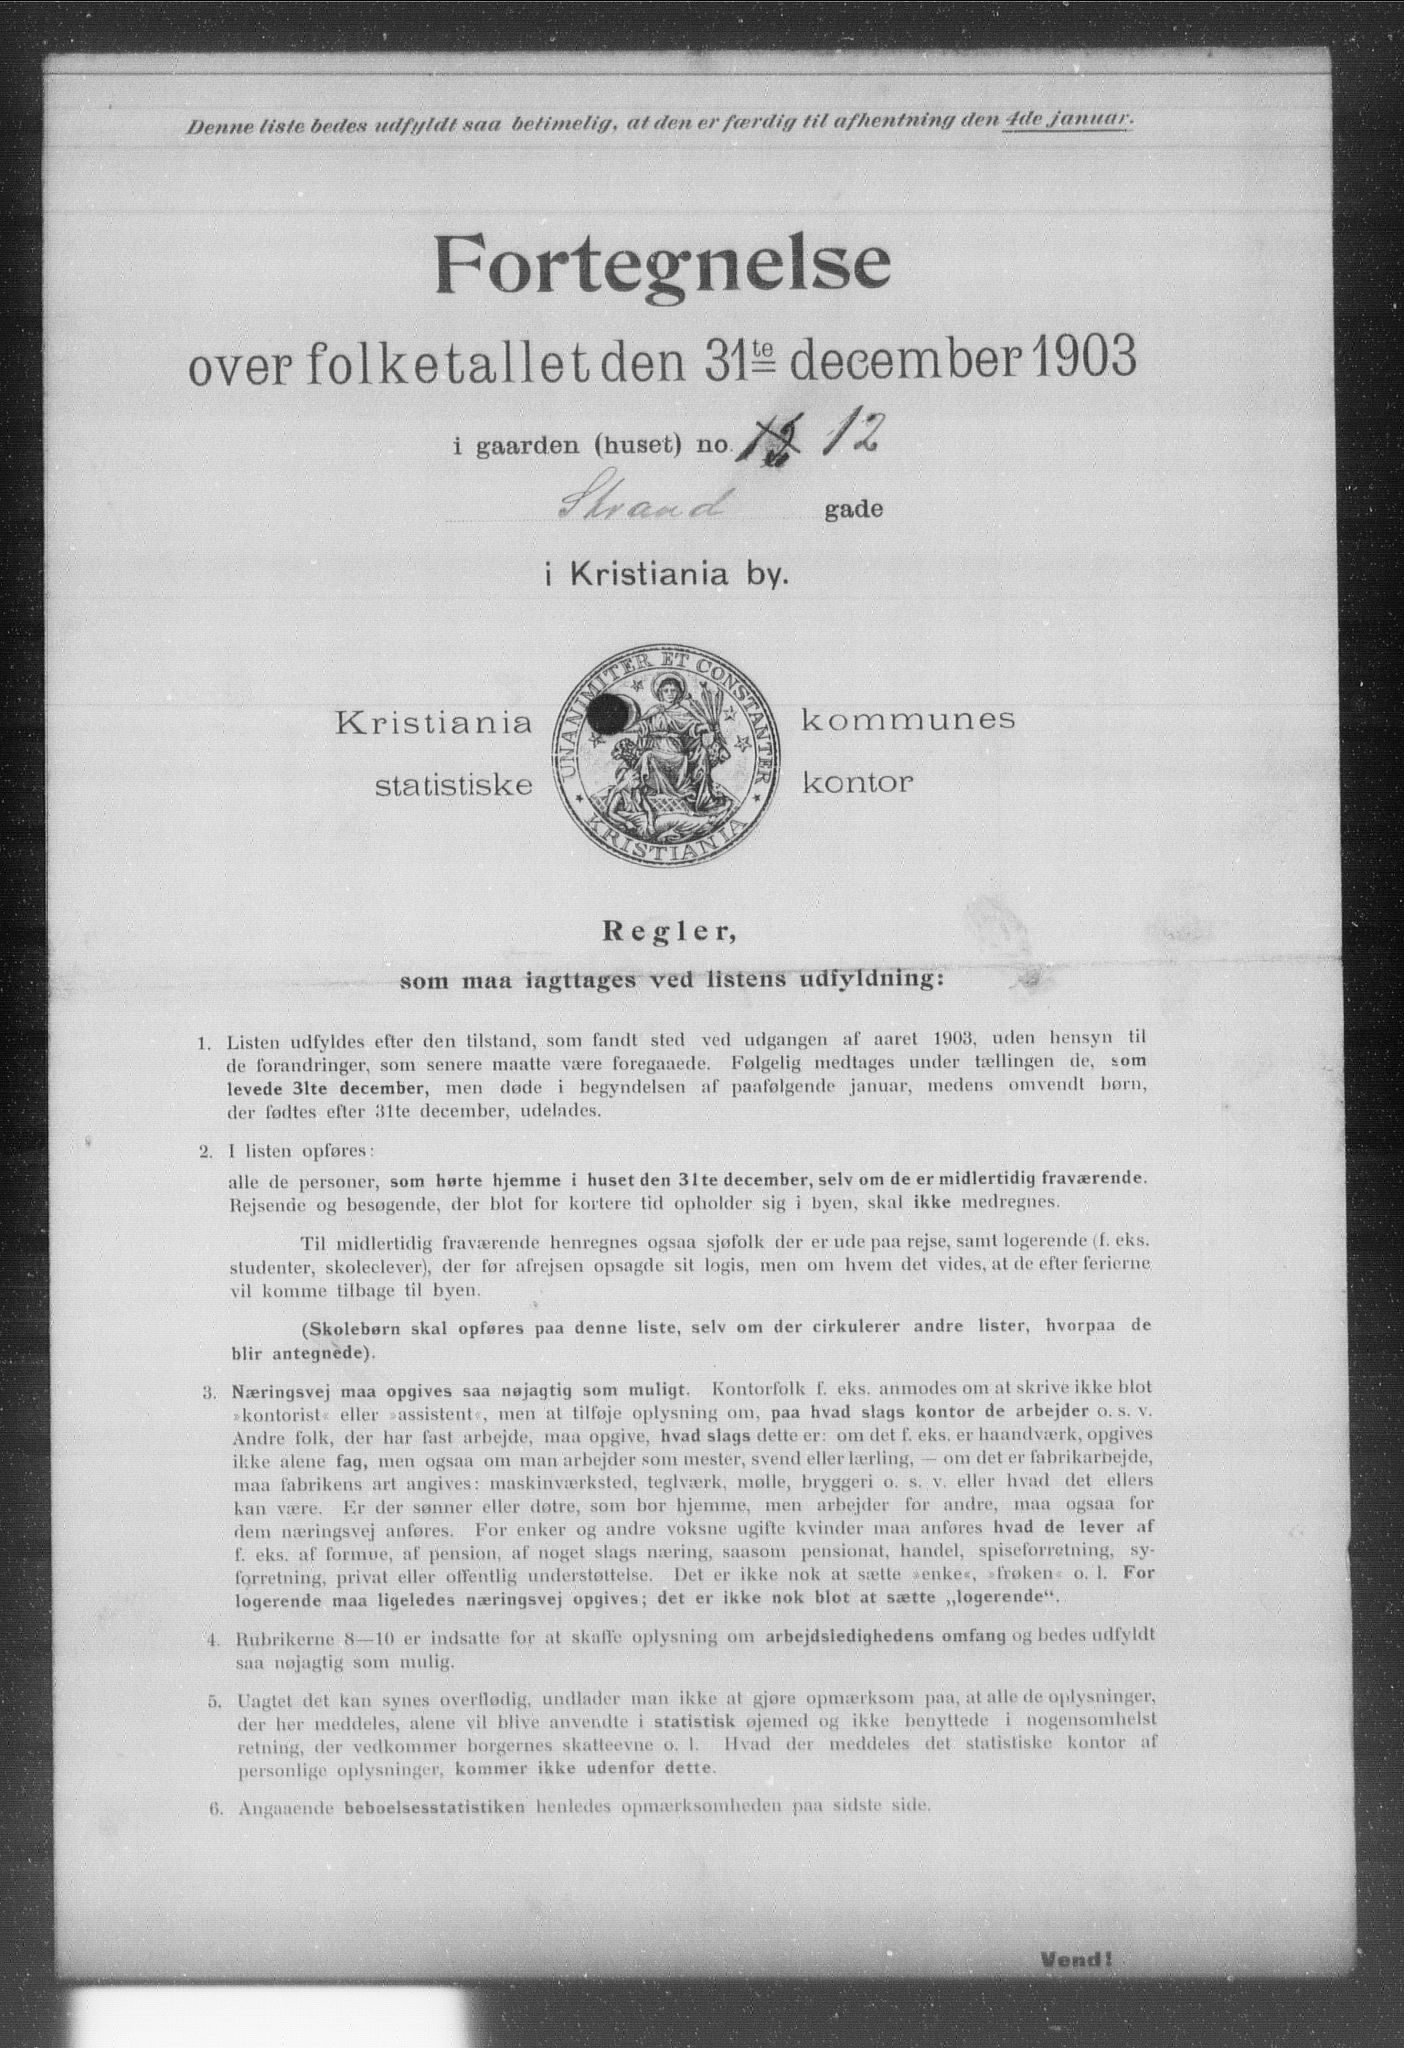 Denne liste bedes udfyldt saa betimelig, at den er færdig til afhentning den 4de januar.
Fortegnelse
over folketallet den 31te december 1903
i gaarden (huset) no. 12
Strand gade
i Kristiania by.
Kristiania kommunes
statistiske kontor
UNANIMITER ET CONSTANTER
KRISTIANIA
Regler,
som maa iagttages ved listens udfyldning:
1. Listen udfyldes efter den tilstand, som fandt sted ved udgangen af aaret 1903, uden hensyn til
de forandringer, som senere maatte være foregaaede. Følgelig medtages under tællingen de, som
levede 31te december, men døde i begyndelsen af paafølgende januar, medens omvendt børn,
der fødtes efter 31te december, udelades.
2. I listen opføres:
alle de personer, som hørte hjemme i huset den 31te december, selv om de er midlertidig fraværende.
Rejsende og besøgende, der blot for kortere tid opholder sig i byen, skal ikke medregnes.
Til midlertidig fraværende henregnes ogsaa sjøfolk der er ude paa rejse, samt logerende (f. eks.
studenter, skoleelever), der før afrejsen opsagde sit logis, men om hvem det vides, at de efter ferierne
vil komme tilbage til byen.
(Skolebørn skal opføres paa denne liste, selv om der cirkulerer andre lister, hvorpaa de
blir antegnede).
3. Næringsvej maa opgives saa nøjagtig som muligt. Kontorfolk f. eks. anmodes om at skrive ikke blot
»kontorist« eller »assistent«, men at tilføje oplysning om, paa hvad slags kontor de arbejder o. s. v.
Andre folk, der har fast arbejde, maa opgive, hvad slags dette er: om det f. eks. er haandværk, opgives
ikke alene fag, men ogsaa om man arbejder som mester, svend eller lærling, — om det er fabrikarbejde,
maa fabrikens art angives: maskinværksted, teglværk, mølle, bryggeri o. s. v. eller hvad det ellers
kan være. Er der sønner eller døtre, som bor hjemme, men arbejder for andre, maa ogsaa for
dem næringsvej anføres. For enker og andre voksne ugifte kvinder maa anføres hvad de lever af
f. eks. af formue, af pension, af noget slags næring, saasom pensionat, handel, spiseforretning, sy-
forretning, privat eller offentlig understøttelse. Det er ikke nok at sætte »enke«, »frøken« o. l. For
logerende maa ligeledes næringsvej opgives; det er ikke nok blot at sætte „logerende“.
4. Rubrikerne 8—10 er indsatte for at skaffe oplysning om arbejdsledighedens omfang og bedes udfyldt
saa nøjagtig som mulig.
5. Uagtet det kan synes overflødig, undlader man ikke at gjøre opmærksom paa, at alle de oplysninger,
der her meddeles, alene vil blive anvendte i statistisk øjemed og ikke benyttede i nogensomhelst
retning, der vedkommer borgernes skatteevne o. l. Hvad der meddeles det statistiske kontor af
personlige oplysninger, kommer ikke udenfor dette.
6. Angaaende beboelsesstatistiken henledes opmærksomheden paa sidste side.
Vend!